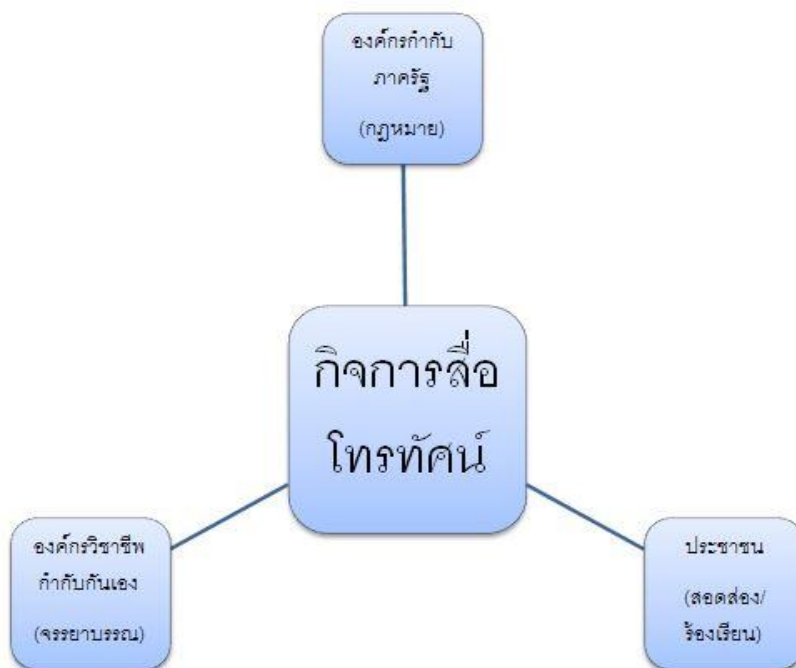 องค์กรกำกับ
ภาครัฐ
(กฎหมาย)
กิจการสื่อ
โทรทัศน์
องค์กรวิชาชีพ
กำกับกันเอง
(จรรยาบรรณ)
ประชาชน
(สอดส่อง/
ร้องเรียน)